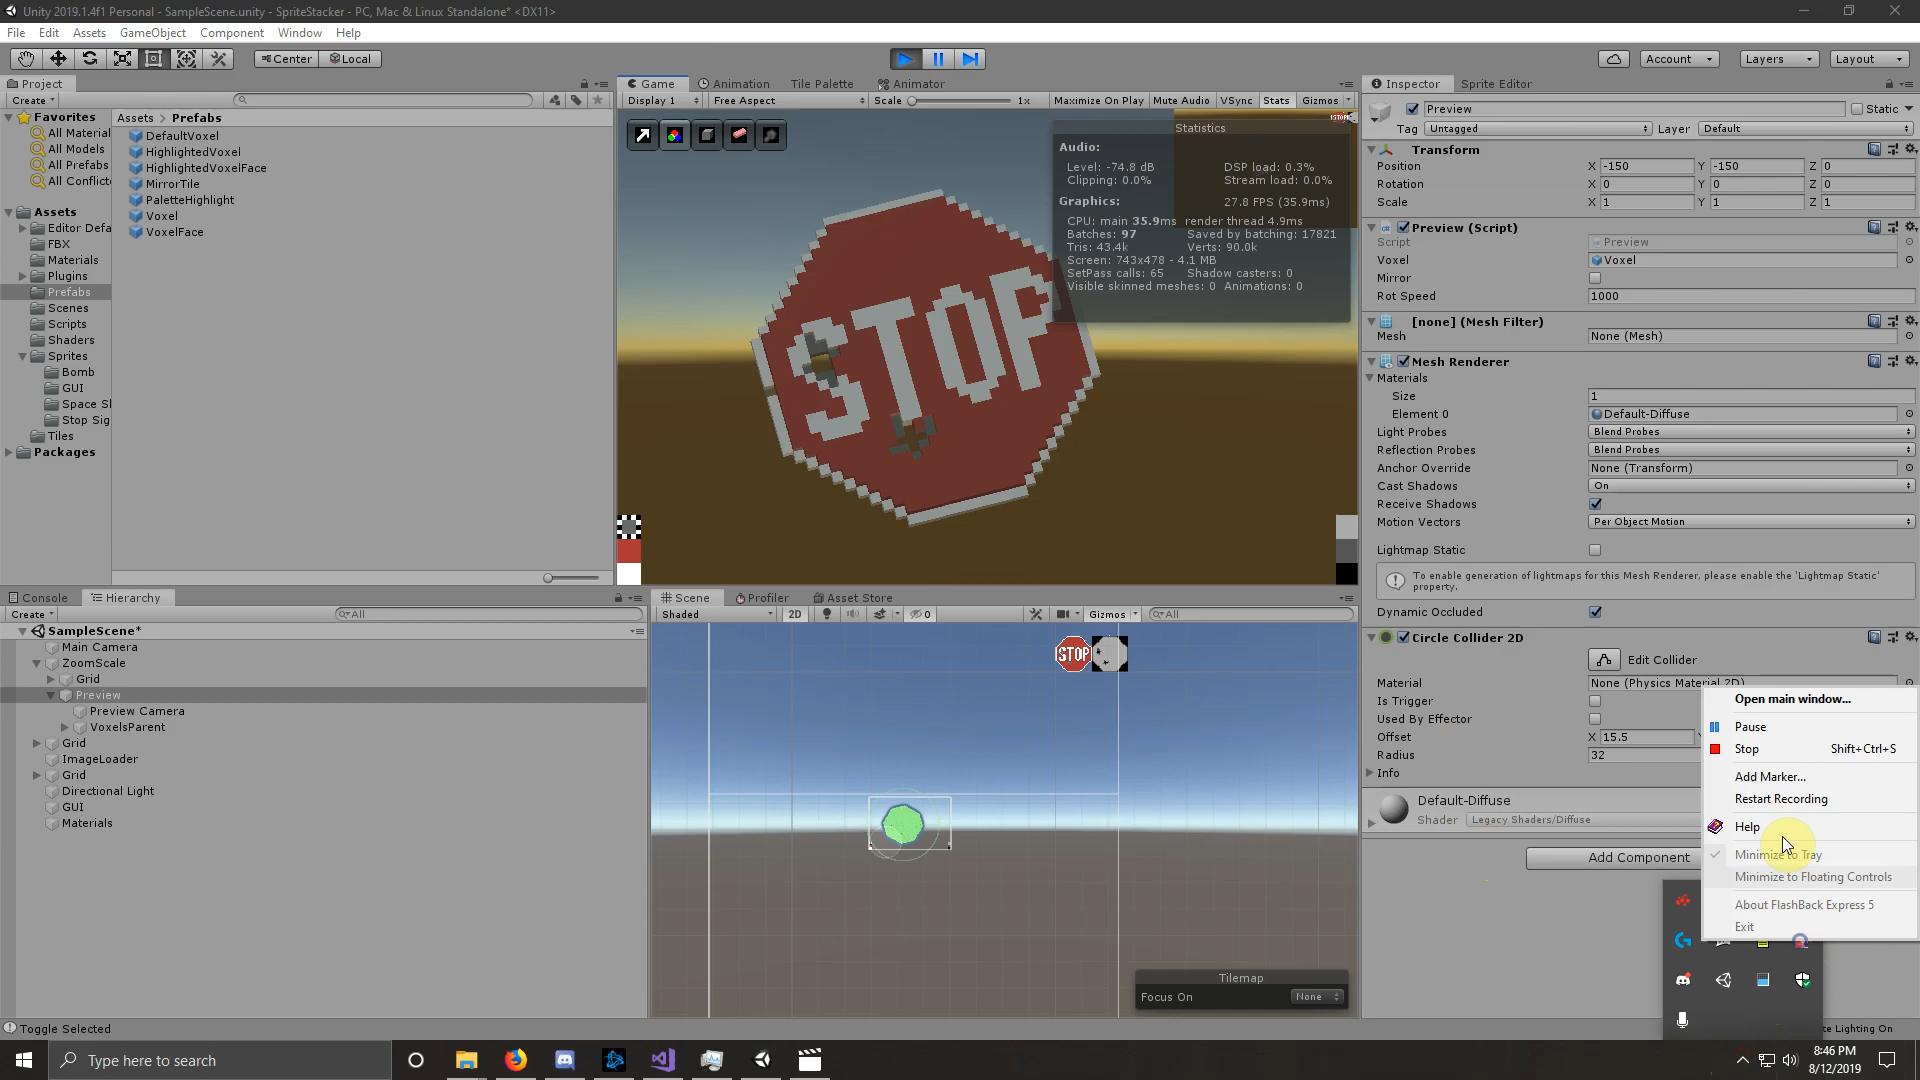 Unity 2019.1.4f1 Personal - SampleScene.unity - SpriteStacker - PC, Mac & Linux Standalone* <DX11>
File Edit Assets GameObject Component Window Help
Center Local Account Layers Layout
Project
Create
Favorites
All Material
All Models
All Prefabs
All Conflict
Assets
Editor Defa
FBX
Materials
Plugins
Prefabs
Scenes
Scripts
Shaders
Sprites
Bomb
GUI
Space Sl
Stop Sig
Tiles
Packages
Assets Prefabs
DefaultVoxel
HighlightedVoxel
HighlightedVoxelFace
MirrorTile
PaletteHighlight
Voxel
VoxelFace
Game Animation Tile Palette Animator
Display 1 Free Aspect Scale 1x Maximize On Play Mute Audio VSync Stats Gizmos
STOP
STOP
Statistics
Audio:
Level: -74.8 dB DSP load: 0.3%
Clipping: 0.0% Stream load: 0.0%
Graphics: 27.8 FPS (35.9ms)
CPU: main 35.9ms render thread 4.9ms
Batches: 97 Saved by batching: 17821
Tris: 43.4k Verts: 90.0k
Screen: 743x478 - 4.1 MB
SetPass calls: 65 Shadow casters: 0
Visible skinned meshes: 0 Animations: 0
Console Hierarchy
Create All
SampleScene*
Main Camera
ZoomScale
Grid
Preview
Preview Camera
VoxelsParent
Grid
ImageLoader
Grid
Directional Light
GUI
Materials
Scene Profiler Asset Store
Shaded 2D 0 Gizmos All
STOP
Tilemap
Focus On None
Inspector Sprite Editor
Preview Static
Tag Untagged Layer Default
Transform
Position X -150 Y -150 Z 0
Rotation X 0 Y 0 Z 0
Scale X 1 Y 1 Z 1
Preview (Script)
Script Preview
Voxel Voxel
Mirror
Rot Speed 1000
[none] (Mesh Filter)
Mesh None (Mesh)
Mesh Renderer
Materials
Size 1
Element 0 Default-Diffuse
Light Probes Blend Probes
Reflection Probes Blend Probes
Anchor Override None (Transform)
Cast Shadows On
Receive Shadows
Motion Vectors Per Object Motion
Lightmap Static
To enable generation of lightmaps for this Mesh Renderer, please enable the 'Lightmap Static'
property.
Dynamic Occluded
Circle Collider 2D
Edit Collider
Material None (Physics Material 2D)
Is Trigger
Used By Effector
Offset X 15.5
Radius 32
Info
Default-Diffuse
Shader Legacy Shaders/Diffuse
Add Component
Open main window...
Pause
Stop Shift+Ctrl+S
Add Marker...
Restart Recording
Help
Minimize to Tray
Minimize to Floating Controls
About FlashBack Express 5
Exit
Toggle Selected
Lighting On
Type here to search
8:46 PM
8/12/2019